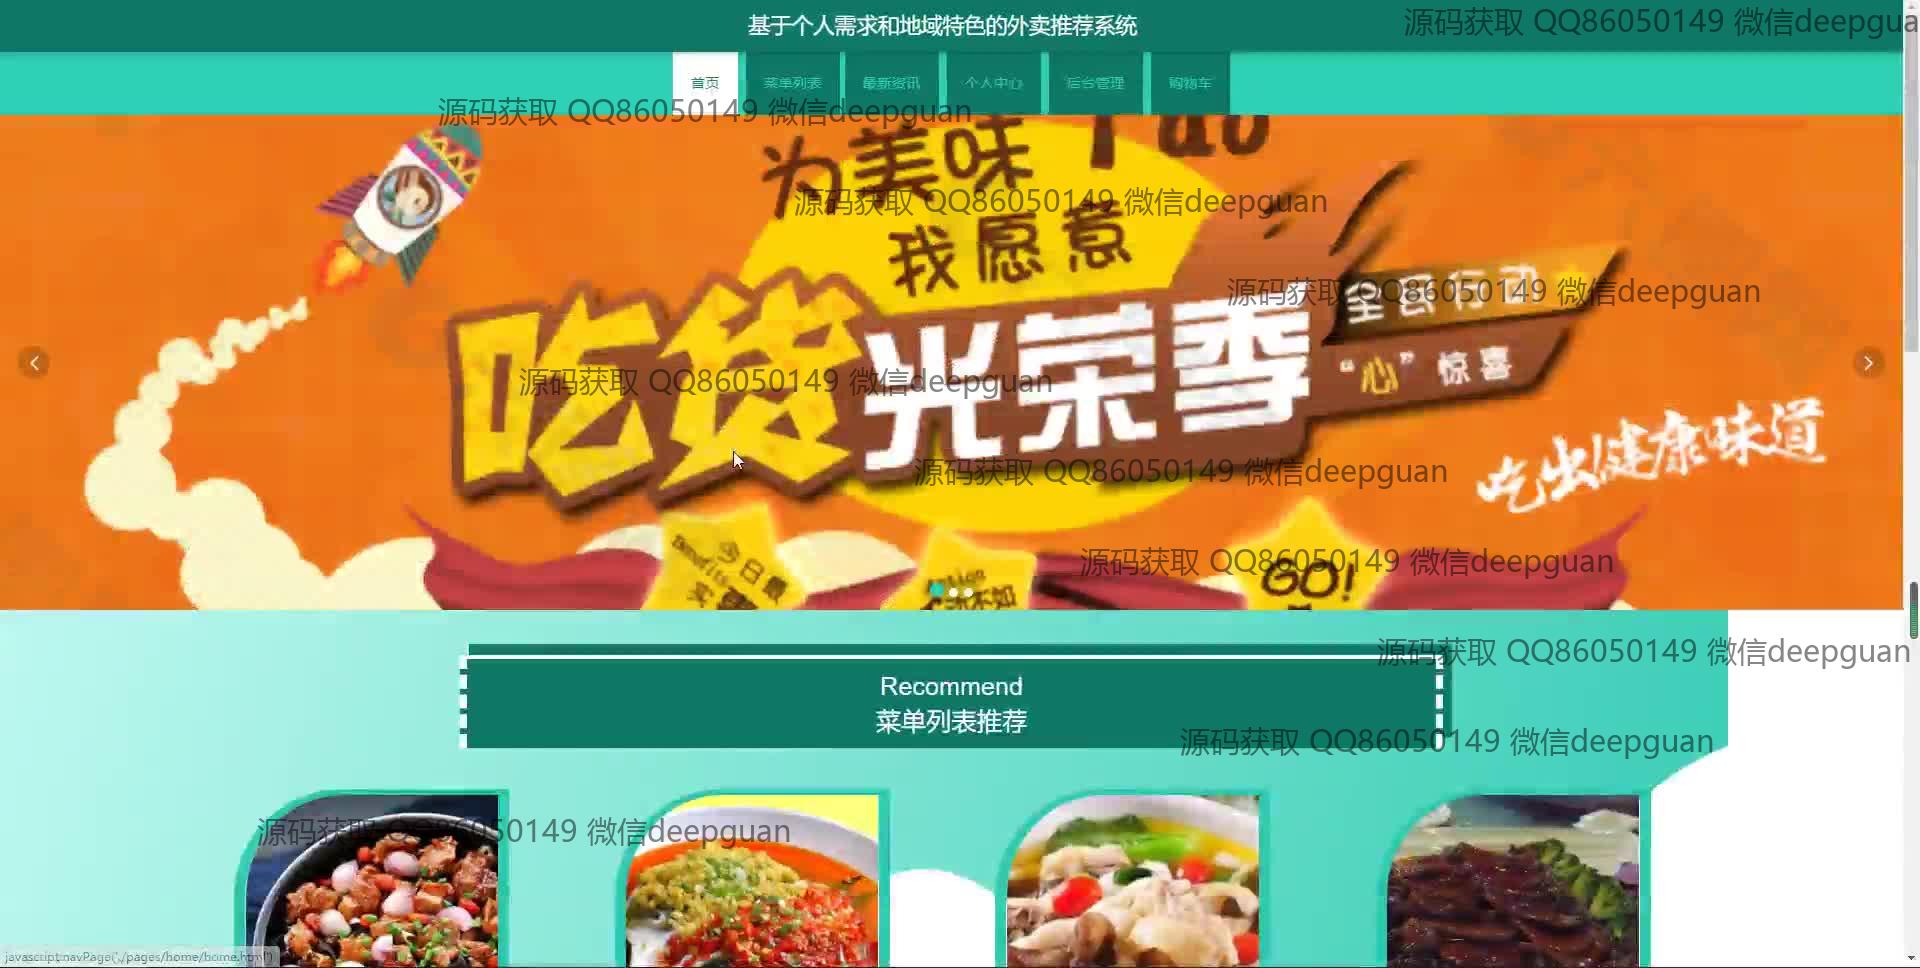 基于个人需求和地域特色的外卖推荐系统
源码获取 QQ86050149 微信deepgua
首页 菜单列表 最新资讯 个人中心 后台管理 购物车
源码获取 QQ86050149 微信deepguan
为美味
源码获取 QQ86050149 微信deepguan
我愿意
源码获取 QQ86050149 微信deepguan
吃货光荣季
“心”惊喜
源码获取 QQ86050149 微信deepguan
吃出健康味道
源码获取 QQ86050149 微信deepguan
今日最
Benefits
实惠
源码获取 QQ86050149 微信deepguan
GO!
源码获取 QQ86050149 微信deepguan
Recommend
菜单列表推荐
源码获取 QQ86050149 微信deepguan
源码获取 QQ86050149 微信deepguan
javascript:navPage('./pages/home/home.html')